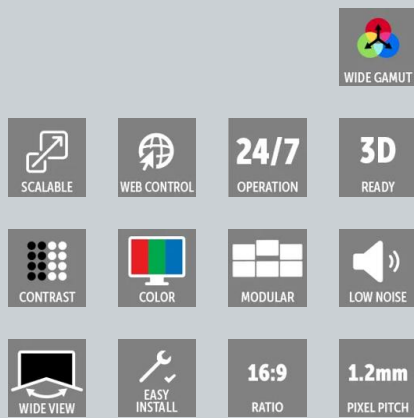 WIDE GAMUT
SCALABLE
WEB CONTROL
24/7
OPERATION
3D
READY
CONTRAST
COLOR
MODULAR
LOW NOISE
WIDE VIEW
EASY
INSTALL
16:9
RATIO
1.2mm
PIXEL PITCH